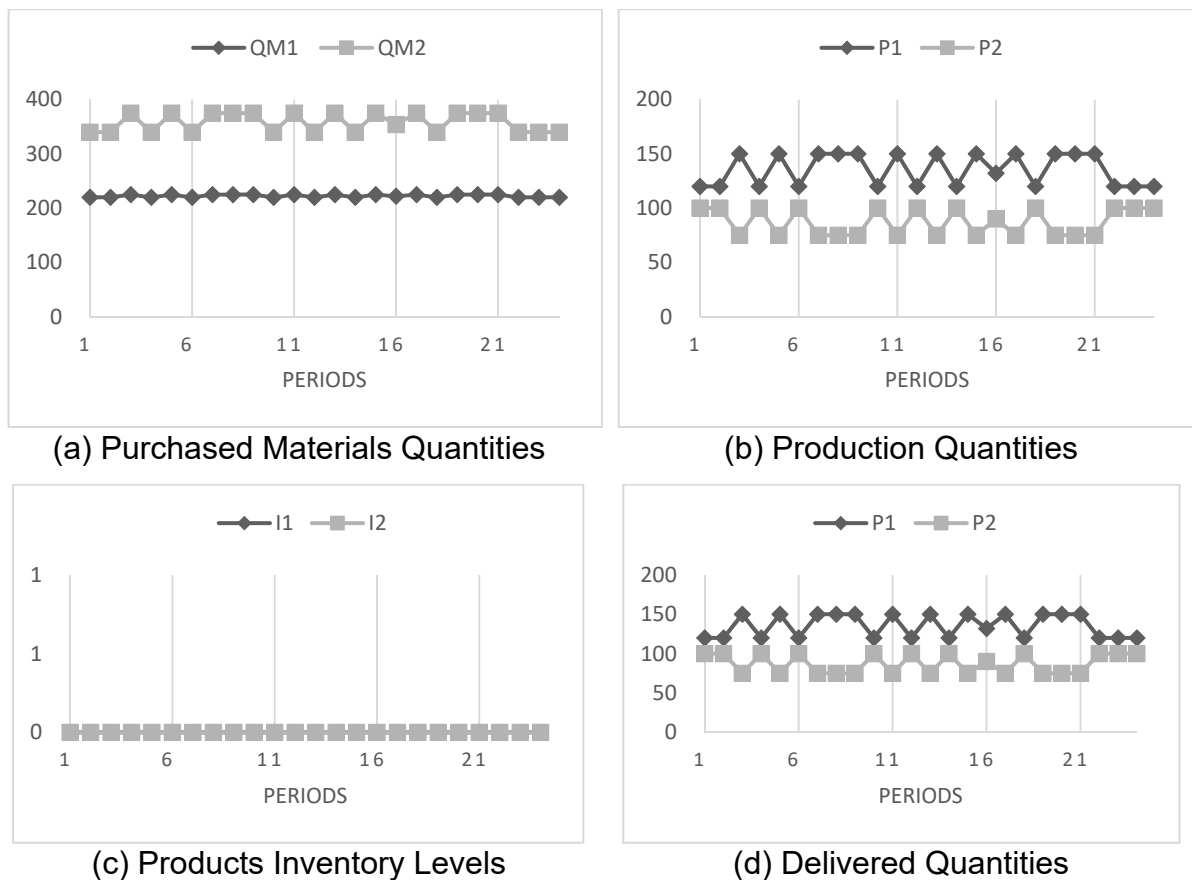 QM1 QM2
400
300
200
100
0
1 6 11 16 21
PERIODS
(a) Purchased Materials Quantities
P1 P2
200
150
100
50
0
1 6 11 16 21
PERIODS
(b) Production Quantities
I1 I2
1
1
0
1 6 11 16 21
PERIODS
(c) Products Inventory Levels
P1 P2
200
150
100
50
0
1 6 11 16 21
PERIODS
(d) Delivered Quantities